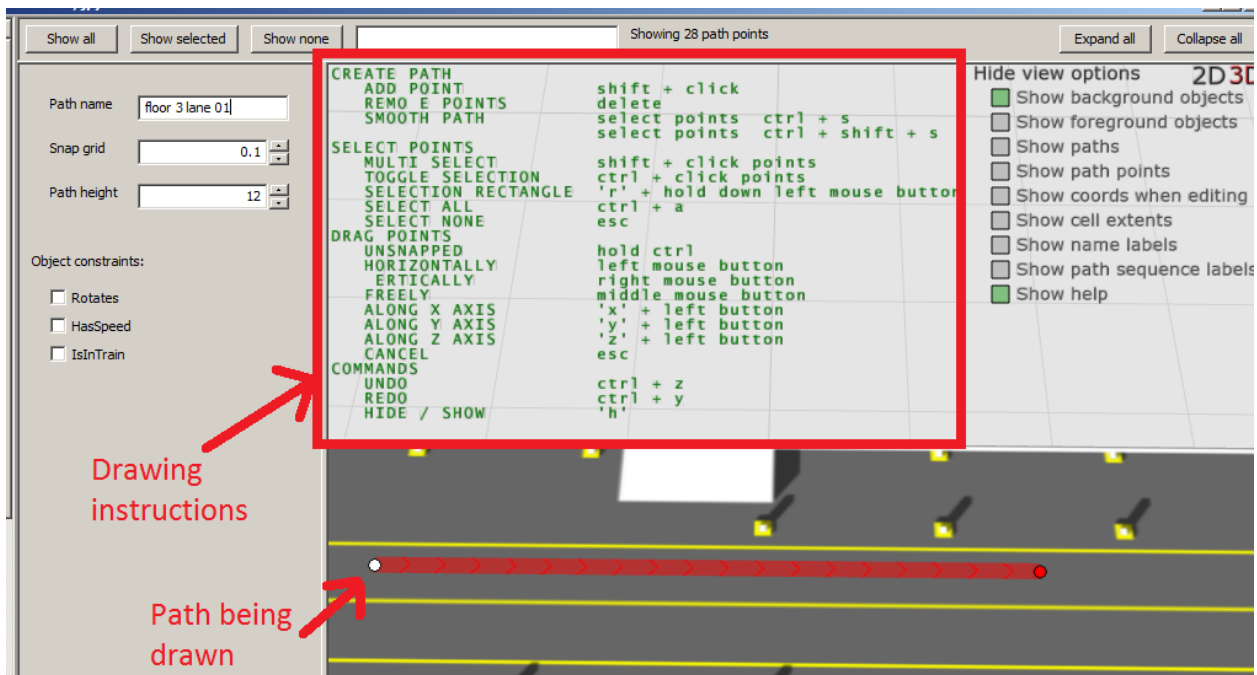 Show all Show selected Show none Showing 28 path points Expand all Collapse all
Path name floor 3 lane 01
Snap grid 0.1
Path height 12
Object constraints:
Rotates
HasSpeed
IsInTrain
CREATE PATH
ADD POINT shift + click
REMO E POINTS delete
SMOOTH PATH select points ctrl + s
select points ctrl + shift + s
SELECT POINTS
MULTI SELECT shift + click points
TOGGLE SELECTION ctrl + click points
SELECTION RECTANGLE 'r' + hold down left mouse button
SELECT ALL ctrl + a
SELECT NONE esc
DRAG POINTS
UNSNAPPED hold ctrl
HORIZONTALLY left mouse button
ERTICALLY right mouse button
FREELY middle mouse button
ALONG X AXIS 'x' + left button
ALONG Y AXIS 'y' + left button
ALONG Z AXIS 'z' + left button
CANCEL esc
COMMANDS
UNDO ctrl + z
REDO ctrl + y
HIDE / SHOW 'h'
Hide view options 2D 3D
Show background objects
Show foreground objects
Show paths
Show path points
Show coords when editing
Show cell extents
Show name labels
Show path sequence labels
Show help
Drawing
instructions
Path being
drawn